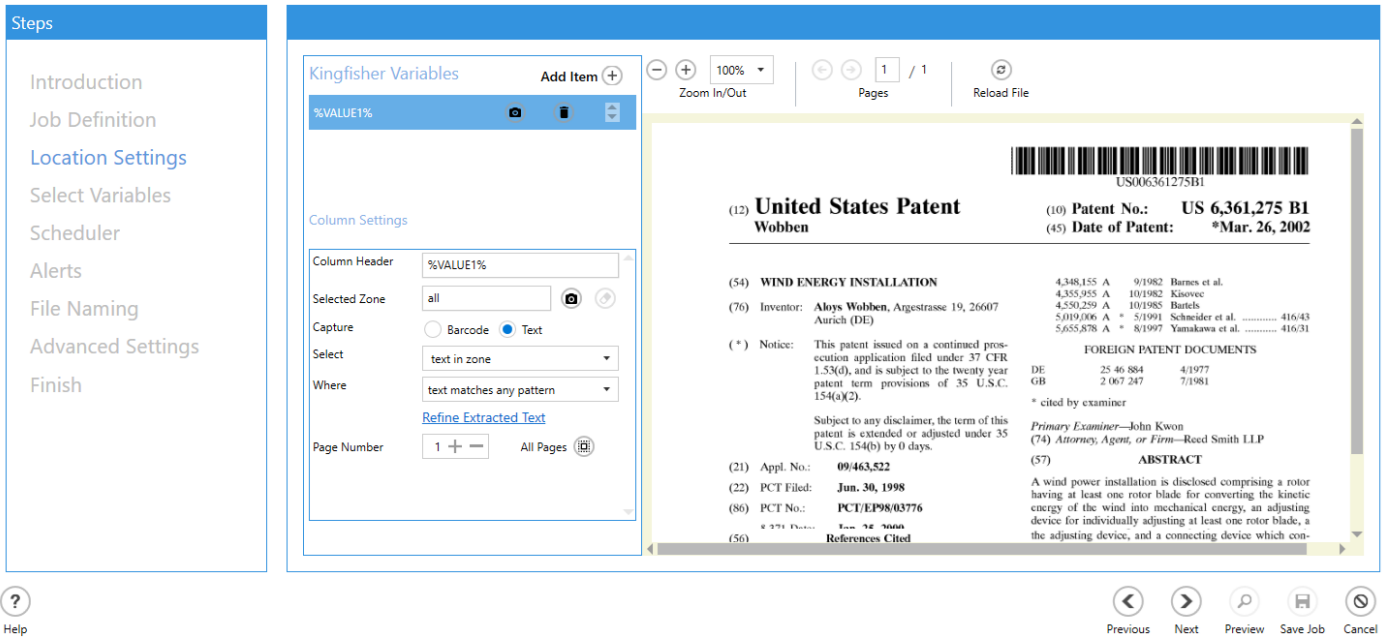 Steps
Introduction
Job Definition
Location Settings
Select Variables
Scheduler
Alerts
File Naming
Advanced Settings
Finish
Kingfisher Variables
Add Item
%VALUE1%
Column Settings
Column Header
%VALUE1%
Selected Zone
all
Capture
Barcode
Text
Select
text in zone
Where
text matches any pattern
Refine Extracted Text
Page Number
1
All Pages
100%
Zoom In/Out
1 / 1
Pages
Reload File
US006361275B1
(12) United States Patent
Wobben
(10) Patent No.: US 6,361,275 B1
(45) Date of Patent: *Mar. 26, 2002
(54) WIND ENERGY INSTALLATION
(76) Inventor: Aloys Wobben, Argestrasse 19, 26607
Aurich (DE)
(*) Notice: This patent issued on a continued pros-
ecution application filed under 37 CFR
1.53(d), and is subject to the twenty year
patent term provisions of 35 U.S.C.
154(a)(2).
Subject to any disclaimer, the term of this
patent is extended or adjusted under 35
U.S.C. 154(b) by 0 days.
(21) Appl. No.: 09/463,522
(22) PCT Filed: Jun. 30, 1998
(86) PCT No.: PCT/EP98/03776
§ 371 Date: Jan. 25, 2000
(56) References Cited
4,348,155 A 9/1982 Barnes et al.
4,355,955 A 10/1982 Kisovec
4,550,259 A 10/1985 Bartels
5,019,006 A * 5/1991 Schneider et al. ............ 416/43
5,655,878 A * 8/1997 Yamakawa et al. .......... 416/31
FOREIGN PATENT DOCUMENTS
DE 25 46 884 4/1977
GB 2 067 247 7/1981
* cited by examiner
Primary Examiner—John Kwon
(74) Attorney, Agent, or Firm—Reed Smith LLP
(57) ABSTRACT
A wind power installation is disclosed comprising a rotor
having at least one rotor blade for converting the kinetic
energy of the wind into mechanical energy, an adjusting
device for individually adjusting at least one rotor blade, a
the adjusting device, and a connecting device which con-
?
Help
Previous
Next
Preview
Save Job
Cancel